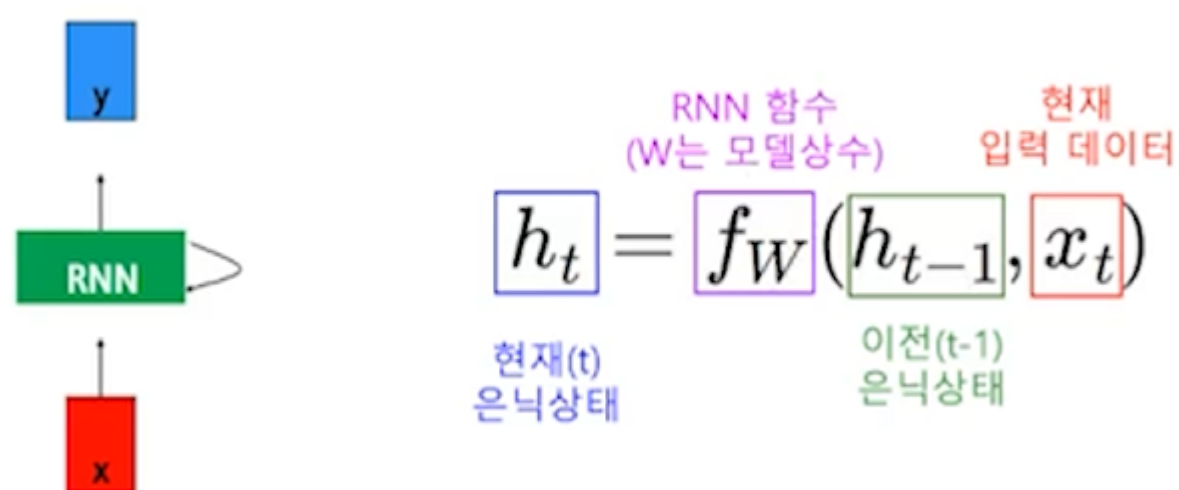 y
RNN
x
RNN 함수
(W는 모델상수)
현재
입력 데이터
h_t = f_W(h_{t-1}, x_t)
현재(t)
은닉상태
이전(t-1)
은닉상태